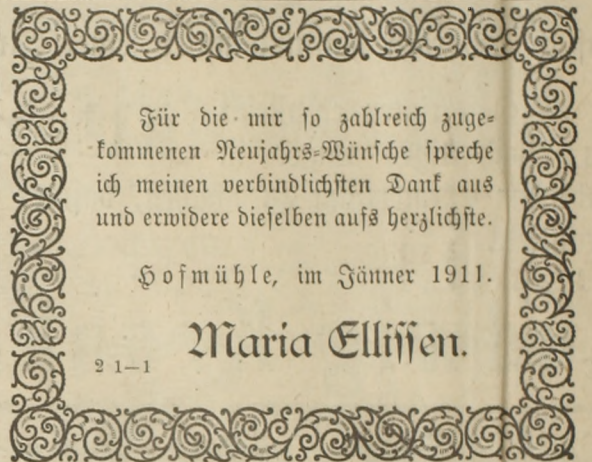 Für die mir so zahlreich zuge-
kommenen Neujahrs-Wünsche spreche
ich meinen verbindlichsten Dank aus
und erwidere dieselben aufs herzlichste.
Hofmühle, im Jänner 1911.
Maria Ellissen.
2 1—1